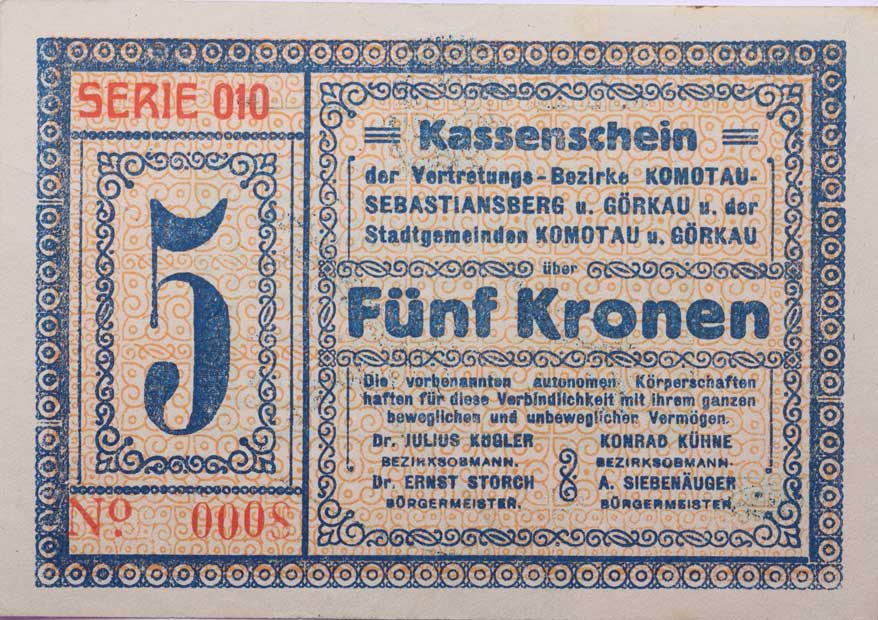 SERIE 010
5
Nº 0008
Kassenschein
der Vertretungs-Bezirke KOMOTAU-
SEBASTIANSBERG u. GÖRKAU u. der
Stadtgemeinden KOMOTAU u. GÖRKAU
über
Fünf Kronen
Die vorbenannten autonomen Körperschaften
haften für diese Verbindlichkeit mit ihrem ganzen
beweglichen und unbeweglichen Vermögen.
Dr. JULIUS KUGLER
BEZIRKSOBMANN.
Dr. ERNST STORCH
BÜRGERMEISTER.
KONRAD KÜHNE
BEZIRKSOBMANN.
A. SIEBENÄUGER
BÜRGERMEISTER.